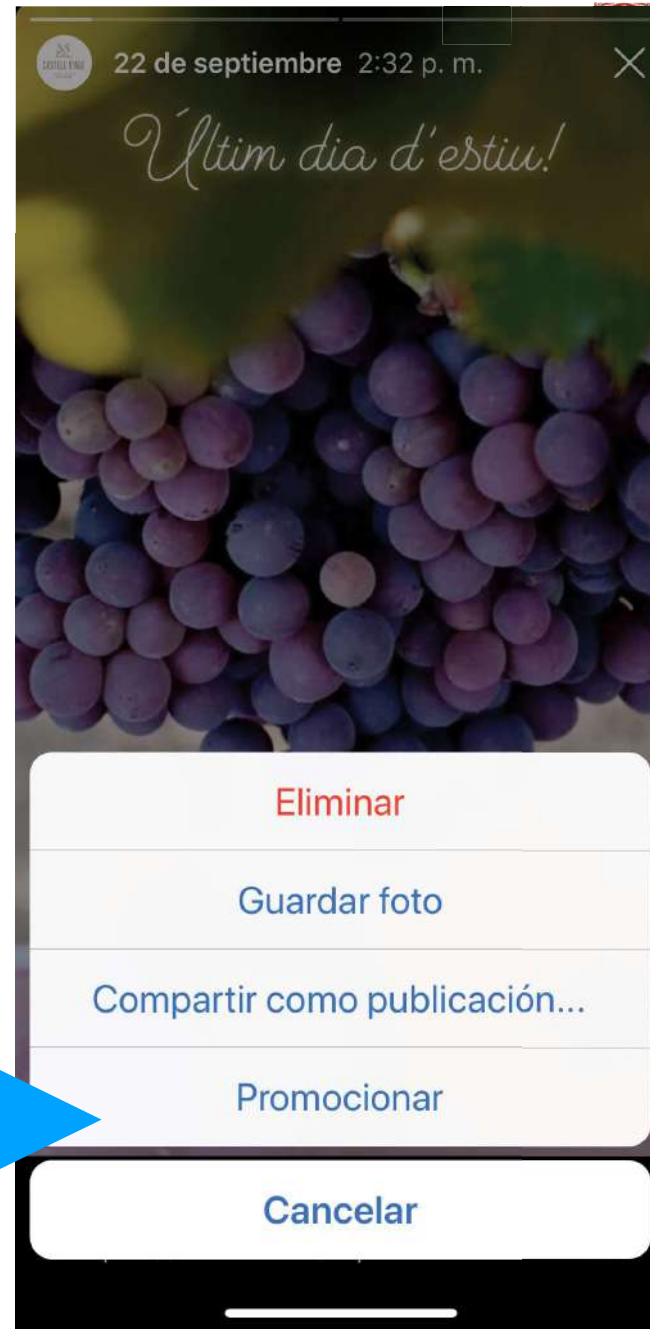 22 de septiembre 2:32 p. m.
Últim dia d'estiu!
Eliminar
Guardar foto
Compartir como publicación...
Promocionar
Cancelar